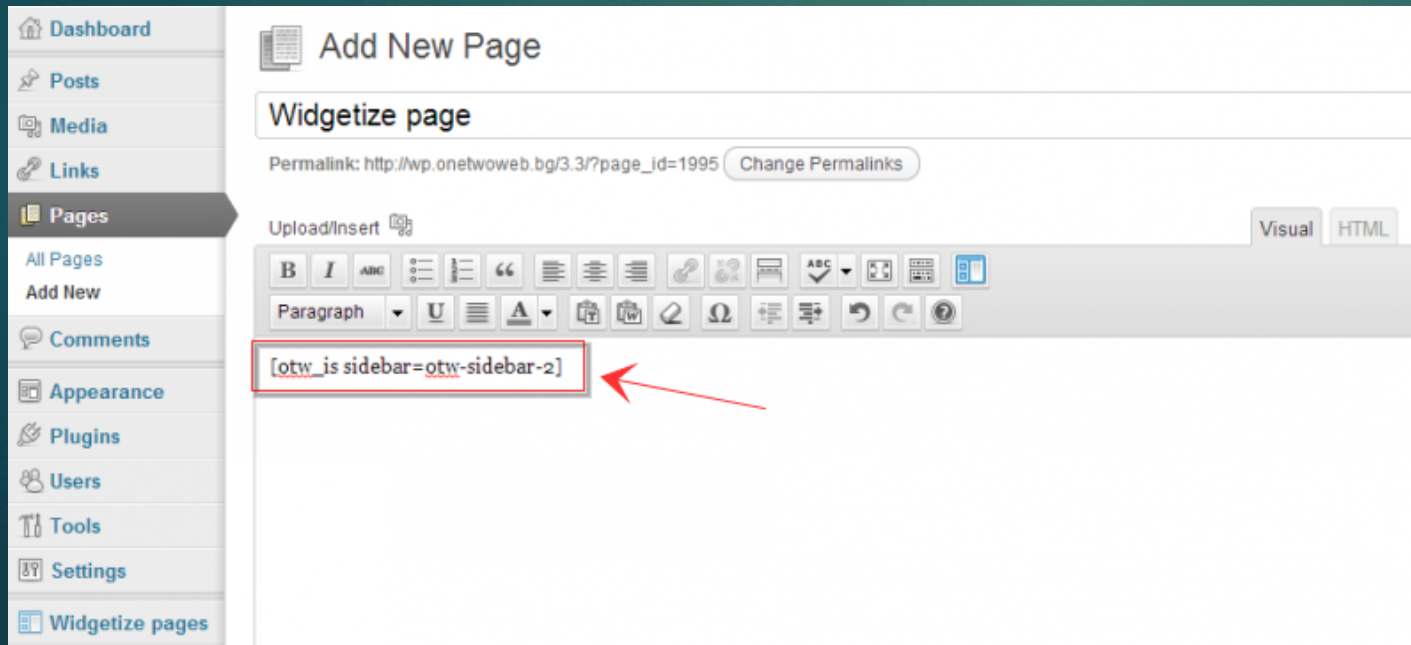 Dashboard
Posts
Media
Links
Pages
All Pages
Add New
Comments
Appearance
Plugins
Users
Tools
Settings
Widgetize pages
Add New Page
Widgetize page
Permalink: http://wp.onetwoweb.bg/3.3/?page_id=1995 Change Permalinks
Upload/Insert
Visual HTML
B I ABC ABC
Paragraph U A T W Ω
[otw_is sidebar=otw-sidebar-2]